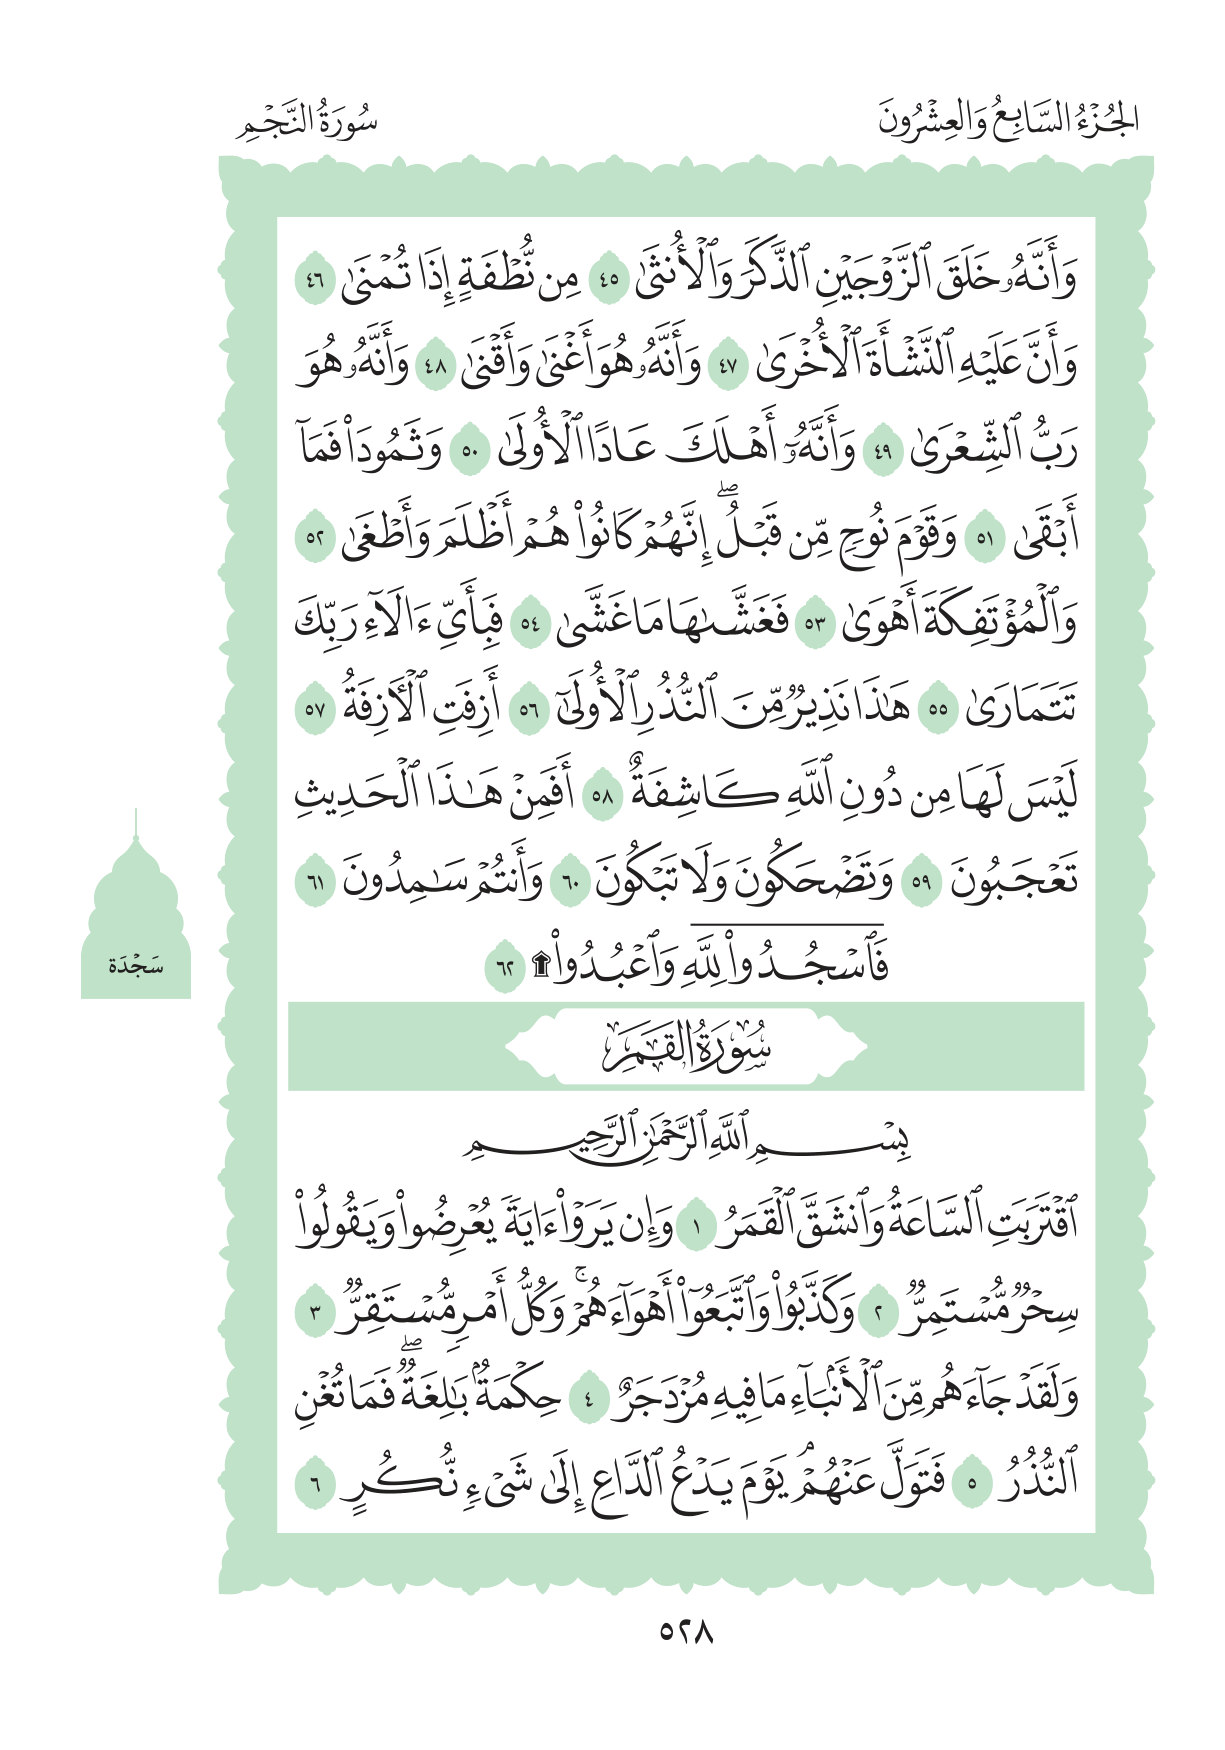 الجُزْءُ السَّابِعُ وَالعِشْرُونَ
سُورَةُ النَّجْمِ
وَأَنَّهُۥ خَلَقَ ٱلزَّوۡجَيۡنِ ٱلذَّكَرَ وَٱلۡأُنثَىٰ ٤٥ مِن نُّطۡفَةٍ إِذَا تُمۡنَىٰ ٤٦
وَأَنَّ عَلَيۡهِ ٱلنَّشۡأَةَ ٱلۡأُخۡرَىٰ ٤٧ وَأَنَّهُۥ هُوَ أَغۡنَىٰ وَأَقۡنَىٰ ٤٨ وَأَنَّهُۥ هُوَ
رَبُّ ٱلشِّعۡرَىٰ ٤٩ وَأَنَّهُۥٓ أَهۡلَكَ عَادًا ٱلۡأُولَىٰ ٥٠ وَثَمُودَاْ فَمَآ
أَبۡقَىٰ ٥١ وَقَوۡمَ نُوحٖ مِّن قَبۡلُۖ إِنَّهُمۡ كَانُواْ هُمۡ أَظۡلَمَ وَأَطۡغَىٰ ٥٢
وَٱلۡمُؤۡتَفِكَةَ أَهۡوَىٰ ٥٣ فَغَشَّىٰهَا مَا غَشَّىٰ ٥٤ فَبِأَيِّ ءَالَآءِ رَبِّكَ
تَتَمَارَىٰ ٥٥ هَٰذَا نَذِيرٞ مِّنَ ٱلنُّذُرِ ٱلۡأُولَىٰٓ ٥٦ أَزِفَتِ ٱلۡأٓزِفَةُ ٥٧
لَيۡسَ لَهَا مِن دُونِ ٱللَّهِ كَاشِفَةٌ ٥٨ أَفَمِنۡ هَٰذَا ٱلۡحَدِيثِ
تَعۡجَبُونَ ٥٩ وَتَضۡحَكُونَ وَلَا تَبۡكُونَ ٦٠ وَأَنتُمۡ سَٰمِدُونَ ٦١
فَٱسۡجُدُواْۤ لِلَّهِۤ وَٱعۡبُدُواْ۩ ٦٢
سَجْدَة
سُورَةُ القَمَرِ
بِسۡمِ ٱللَّهِ ٱلرَّحۡمَٰنِ ٱلرَّحِيمِ
ٱقۡتَرَبَتِ ٱلسَّاعَةُ وَٱنشَقَّ ٱلۡقَمَرُ ١ وَإِن يَرَوۡاْ ءَايَةٗ يُعۡرِضُواْ وَيَقُولُواْ
سِحۡرٞ مُّسۡتَمِرّٞ ٢ وَكَذَّبُواْ وَٱتَّبَعُوٓاْ أَهۡوَآءَهُمۡۚ وَكُلُّ أَمۡرٖ مُّسۡتَقِرّٞ ٣
وَلَقَدۡ جَآءَهُم مِّنَ ٱلۡأَنۢبَآءِ مَا فِيهِ مُزۡدَجَرٌ ٤ حِكۡمَةُۢ بَٰلِغَةٞۖ فَمَا تُغۡنِ
ٱلنُّذُرُ ٥ فَتَوَلَّ عَنۡهُمۡۘ يَوۡمَ يَدۡعُ ٱلدَّاعِ إِلَىٰ شَيۡءٖ نُّكُرٍ ٦
٥٢٨